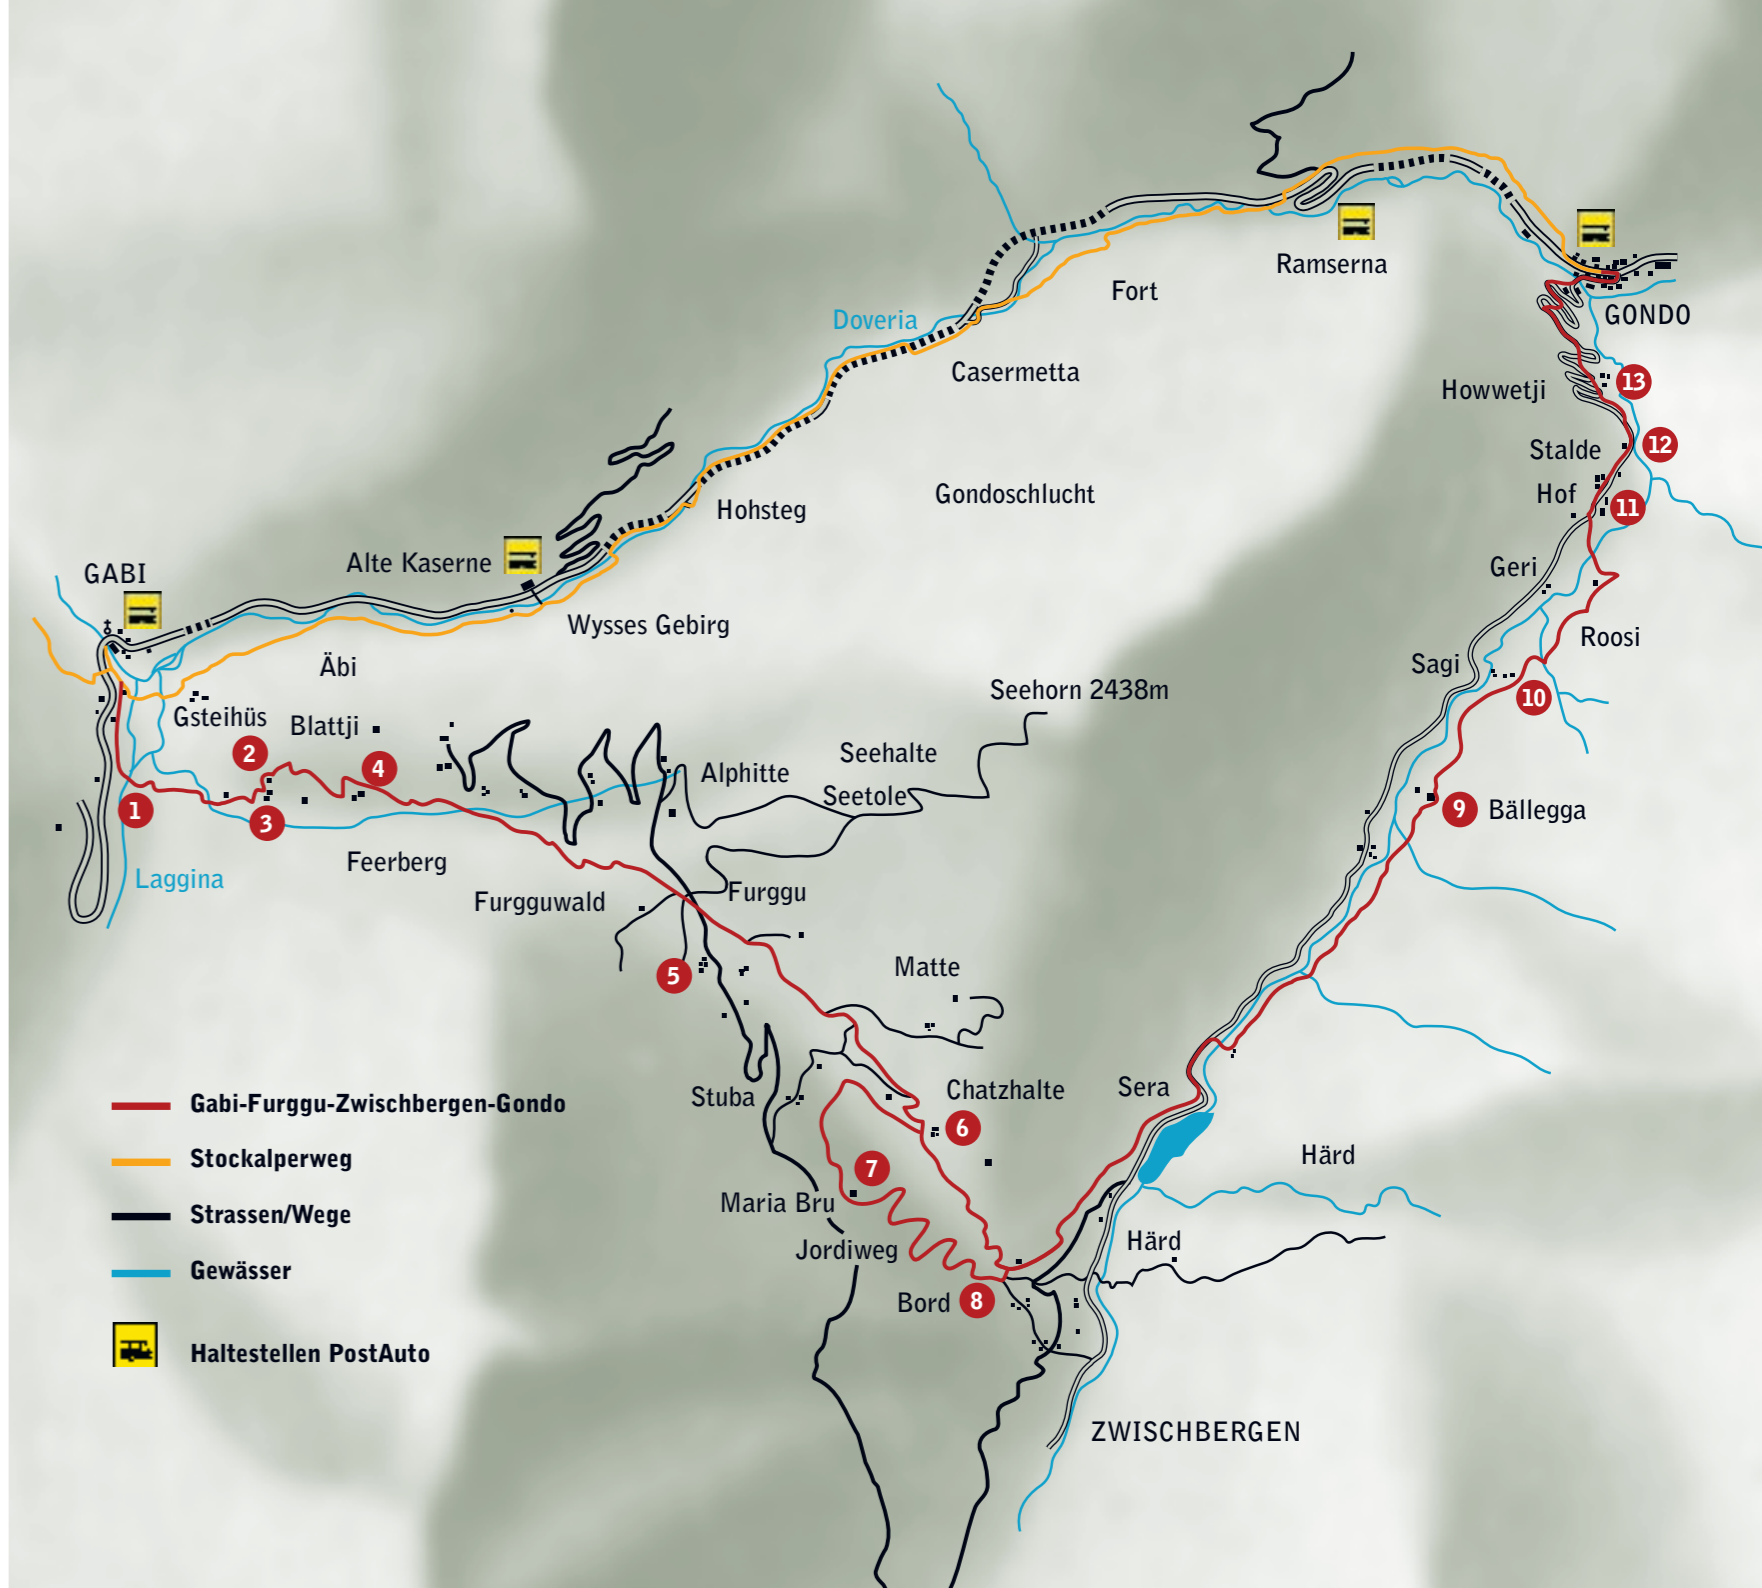 Ramserna
Fort
GONDO
Doveria
Casermetta
Howwetji
13
Stalde
12
Hof
11
Gondoschlucht
Hohsteg
Alte Kaserne
GABI
Geri
Wysses Gebirg
Roosi
Äbi
Sagi
10
Seehorn 2438m
Gsteihüs
Blattji
2
4
Seehalte
Alphitte
Seetole
1
3
9
Bällegga
Feerberg
Laggina
Furgguwald
Furggu
5
Matte
Stuba
Chatzhalte
Sera
6
Härd
7
Maria Bru
Jordiweg
Härd
Bord
8
ZWISCHBERGEN
Gabi-Furggu-Zwischbergen-Gondo
Stockalperweg
Strassen/Wege
Gewässer
Haltestellen PostAuto